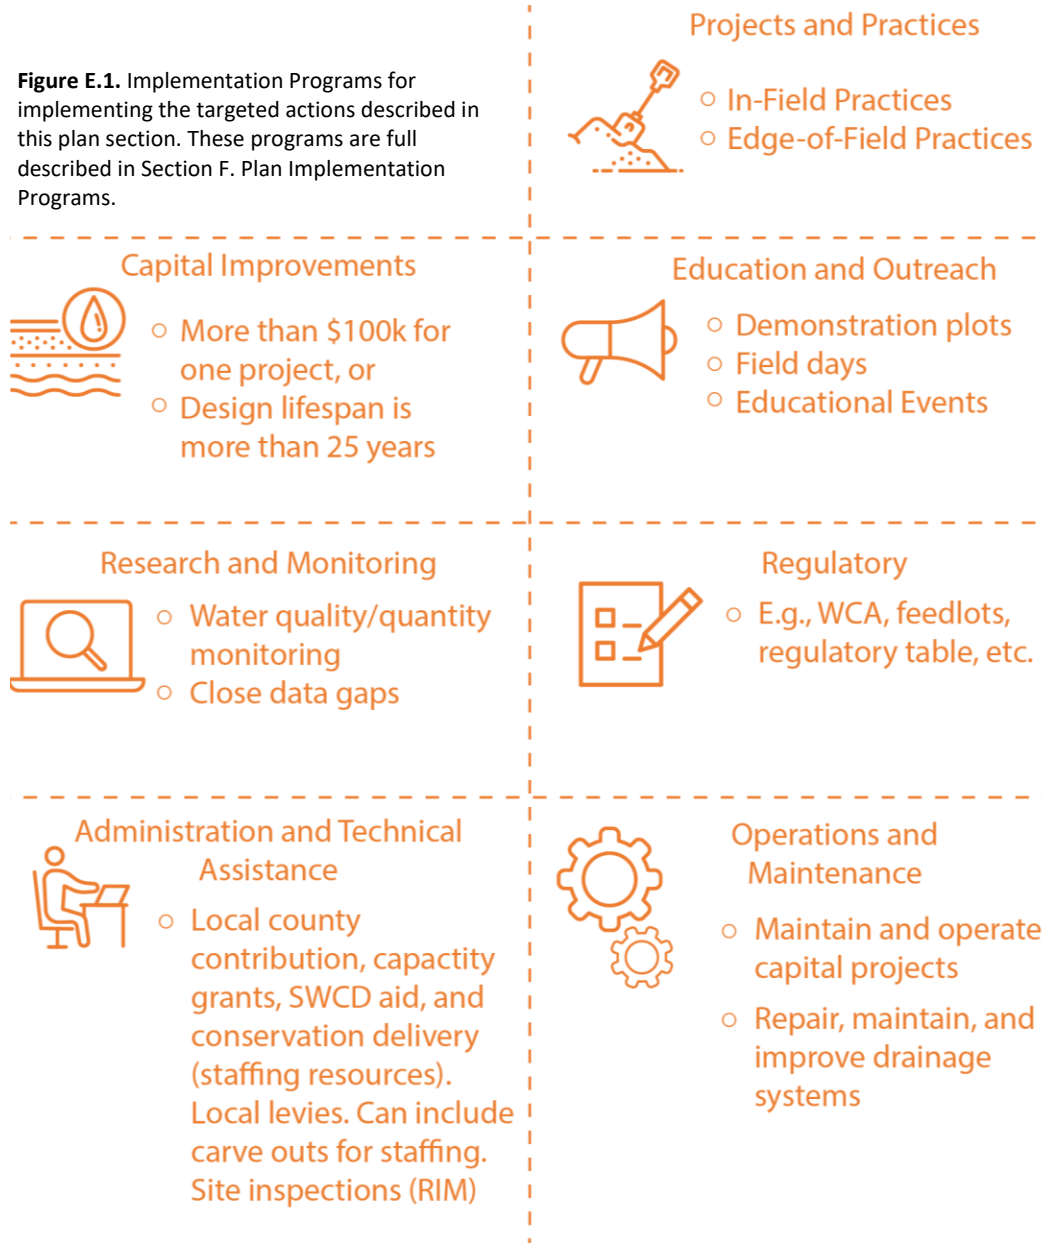 Figure E.1. Implementation Programs for
implementing the targeted actions described in
this plan section. These programs are full
described in Section F. Plan Implementation
Programs.
Projects and Practices
○ In-Field Practices
○ Edge-of-Field Practices
Capital Improvements
○ More than $100k for
one project, or
○ Design lifespan is
more than 25 years
Education and Outreach
○ Demonstration plots
○ Field days
○ Educational Events
Research and Monitoring
○ Water quality/quantity
monitoring
○ Close data gaps
Regulatory
○ E.g., WCA, feedlots,
regulatory table, etc.
Administration and Technical
Assistance
○ Local county
contribution, capactity
grants, SWCD aid, and
conservation delivery
(staffing resources).
Local levies. Can include
carve outs for staffing.
Site inspections (RIM)
Operations and
Maintenance
○ Maintain and operate
capital projects
○ Repair, maintain, and
improve drainage
systems